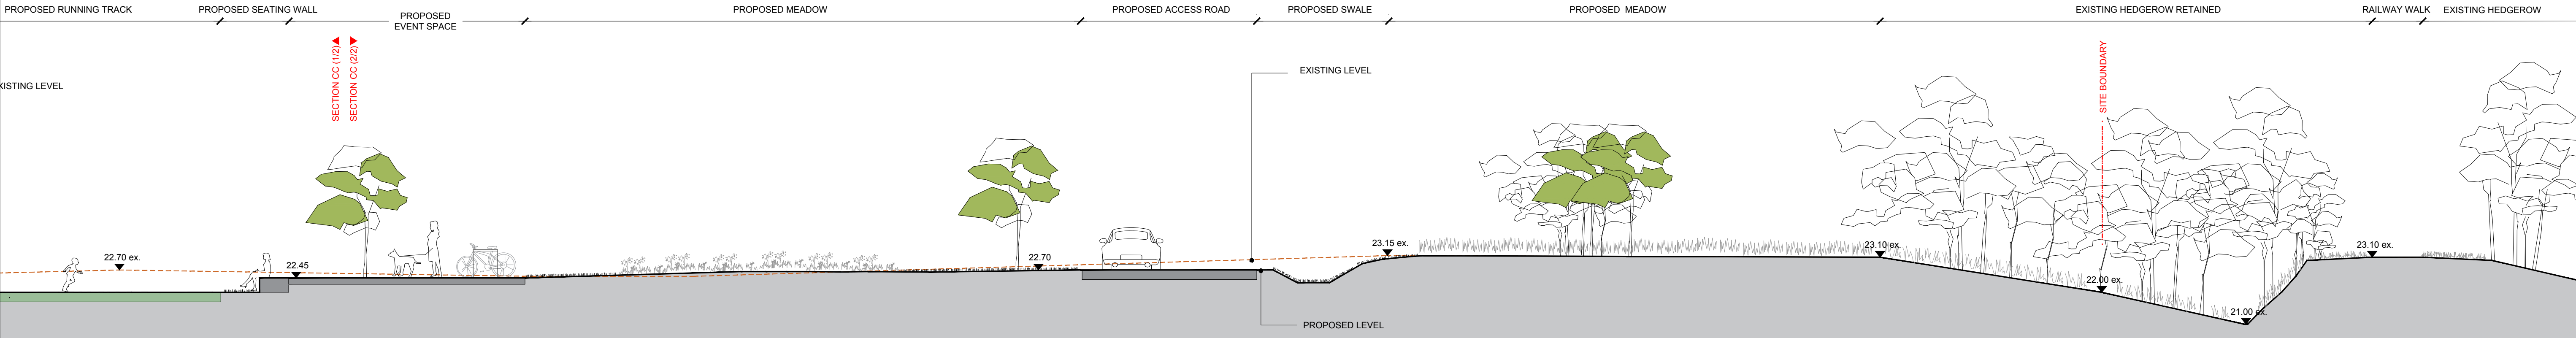 PROPOSED RUNNING TRACK
PROPOSED SEATING WALL
PROPOSED
EVENT SPACE
PROPOSED MEADOW
PROPOSED ACCESS ROAD
PROPOSED SWALE
PROPOSED MEADOW
EXISTING HEDGEROW RETAINED
RAILWAY WALK
EXISTING HEDGEROW
SECTION CC (1/2)
SECTION CC (2/2)
SITE BOUNDARY
EXISTING LEVEL
XISTING LEVEL
22.70 ex.
22.45
22.70
23.15 ex.
23.10 ex.
23.10 ex.
22.00 ex.
21.00 ex.
PROPOSED LEVEL